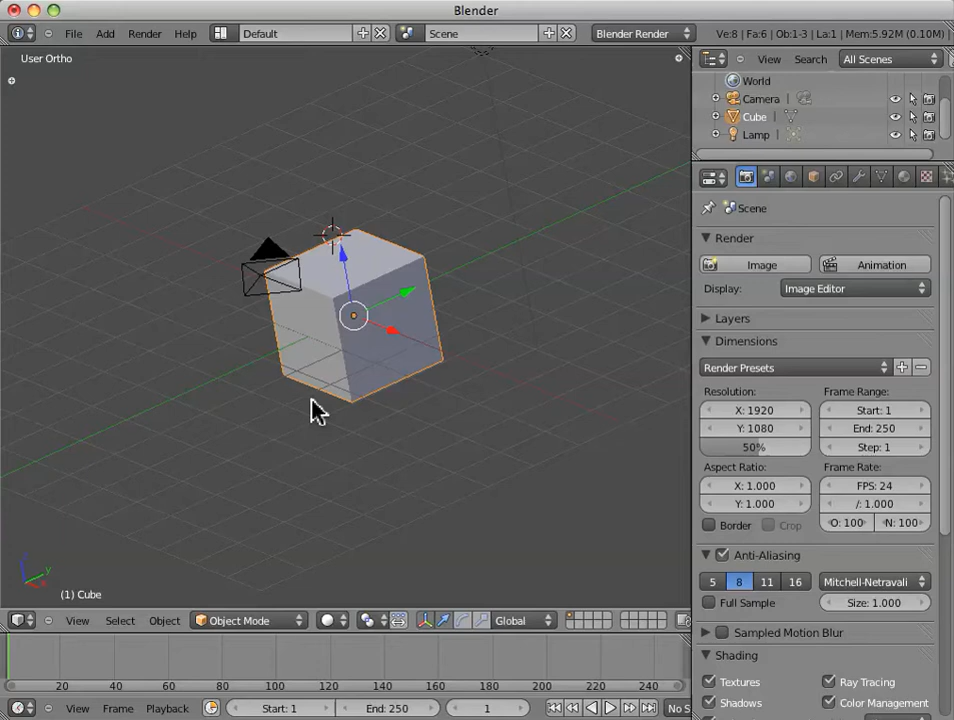 Blender
File Add Render Help Default Scene Blender Render Ve:8 | Fa:6 | Ob:1-3 | La:1 | Mem:5.92M (0.10M)
User Ortho
View Search All Scenes
World
Camera
Cube
Lamp
Scene
Render
Image Animation
Display: Image Editor
Layers
Dimensions
Render Presets
Resolution: Frame Range:
X: 1920 Start: 1
Y: 1080 End: 250
50% Step: 1
Aspect Ratio: Frame Rate:
X: 1.000 FPS: 24
Y: 1.000 /: 1.000
Border Crop O: 100 N: 100
Anti-Aliasing
5 8 11 16 Mitchell-Netravali
Full Sample Size: 1.000
Sampled Motion Blur
Shading
Textures Ray Tracing
Shadows Color Management
z
y
x
(1) Cube
View Select Object Object Mode Global
20 40 60 80 100 120 140 160 180 200 220 240
View Frame Playback Start: 1 End: 250 1 No S